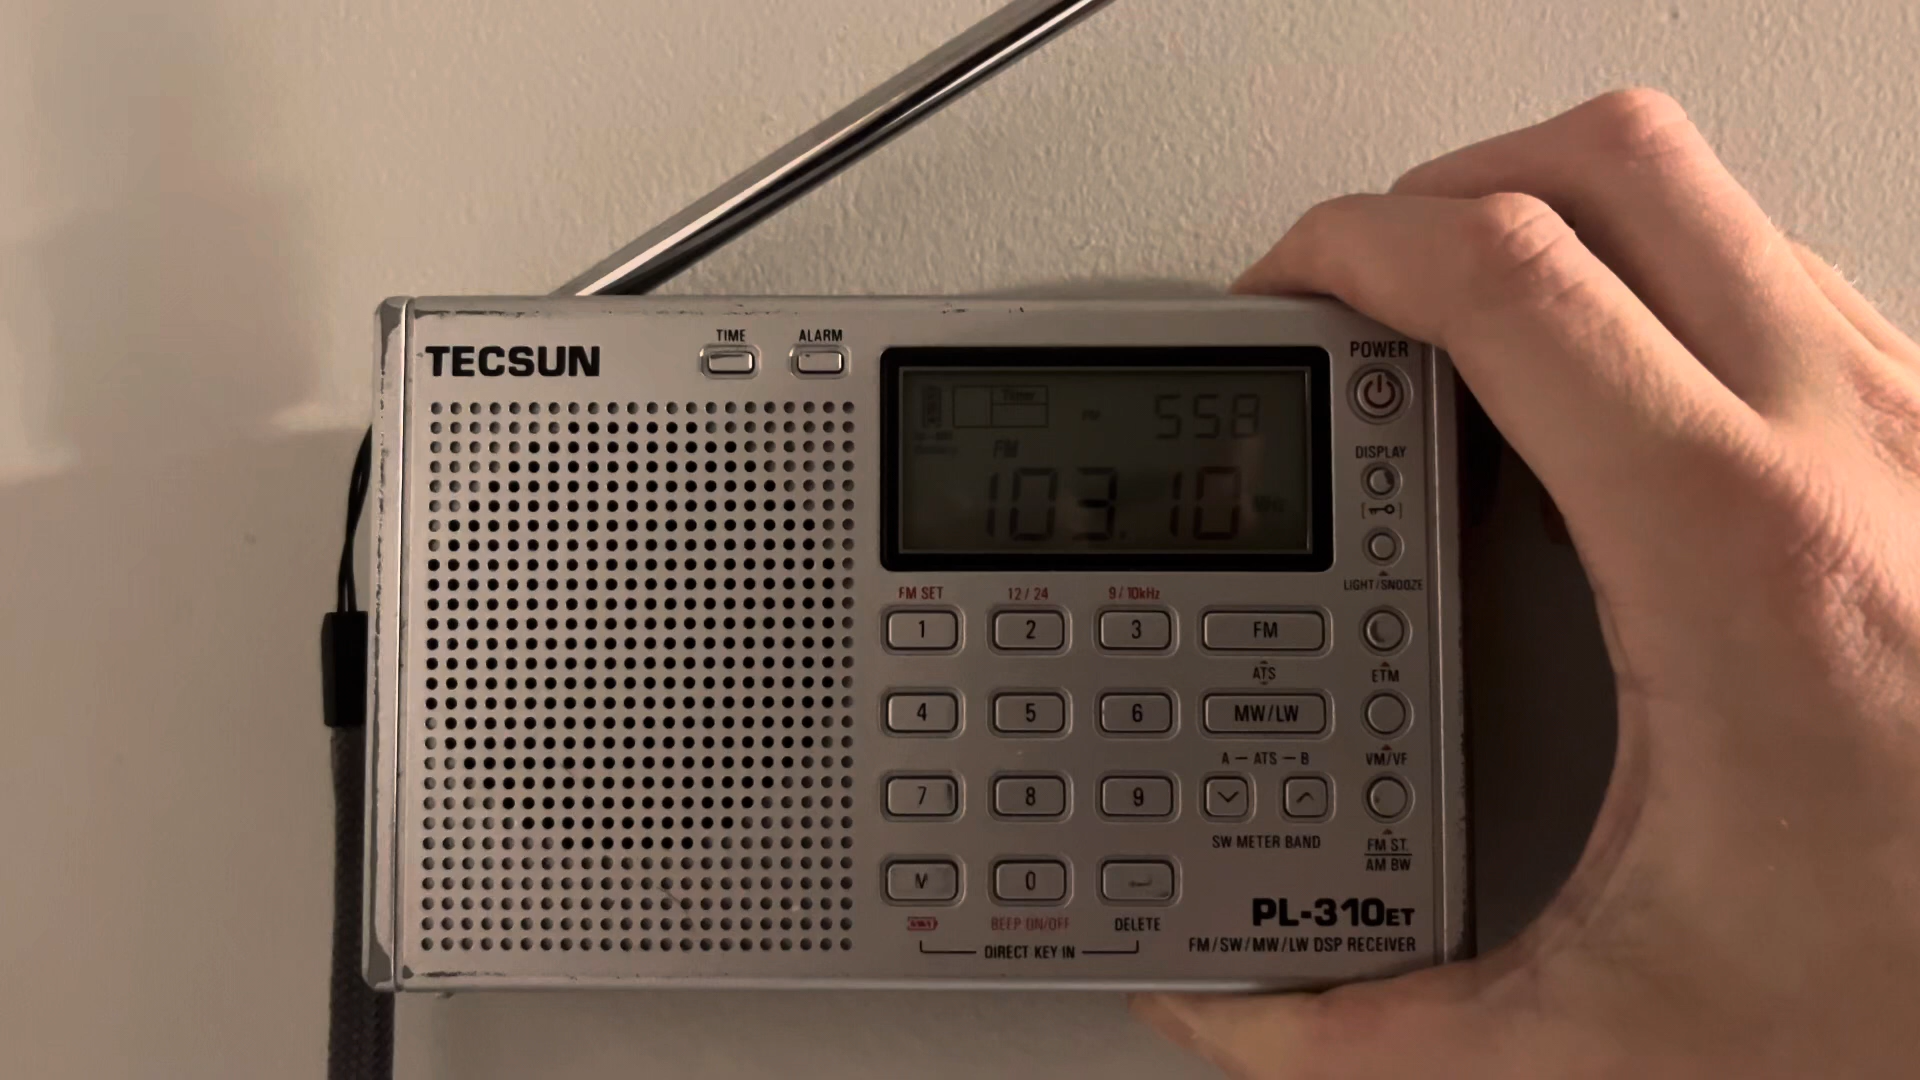 TIME ALARM
TECSUN
POWER
Timer
FM 558
FM
103.10
DISPLAY
LIGHT/SNOOZE
FM SET 12/24 9/10kHz
1 2 3 FM
ATS ETM
4 5 6 MW/LW
A — ATS — B VM/VF
7 8 9
SW METER BAND FM ST.
AM BW
0
PL-310ET
BEEP ON/OFF DELETE
FM/SW/MW/LW DSP RECEIVER
DIRECT KEY IN